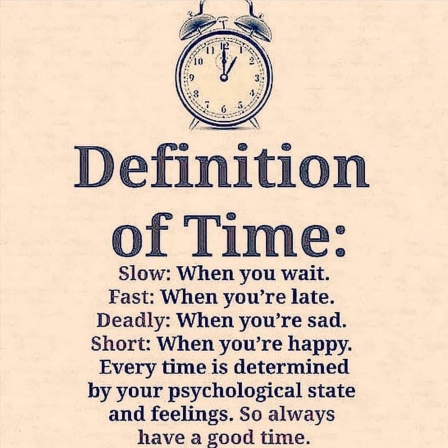 12
1
2
3
4
5
6
7
8
9
10
11
Definition
of Time:
Slow: When you wait.
Fast: When you're late.
Deadly: When you're sad.
Short: When you're happy.
Every time is determined
by your psychological state
and feelings. So always
have a good time.